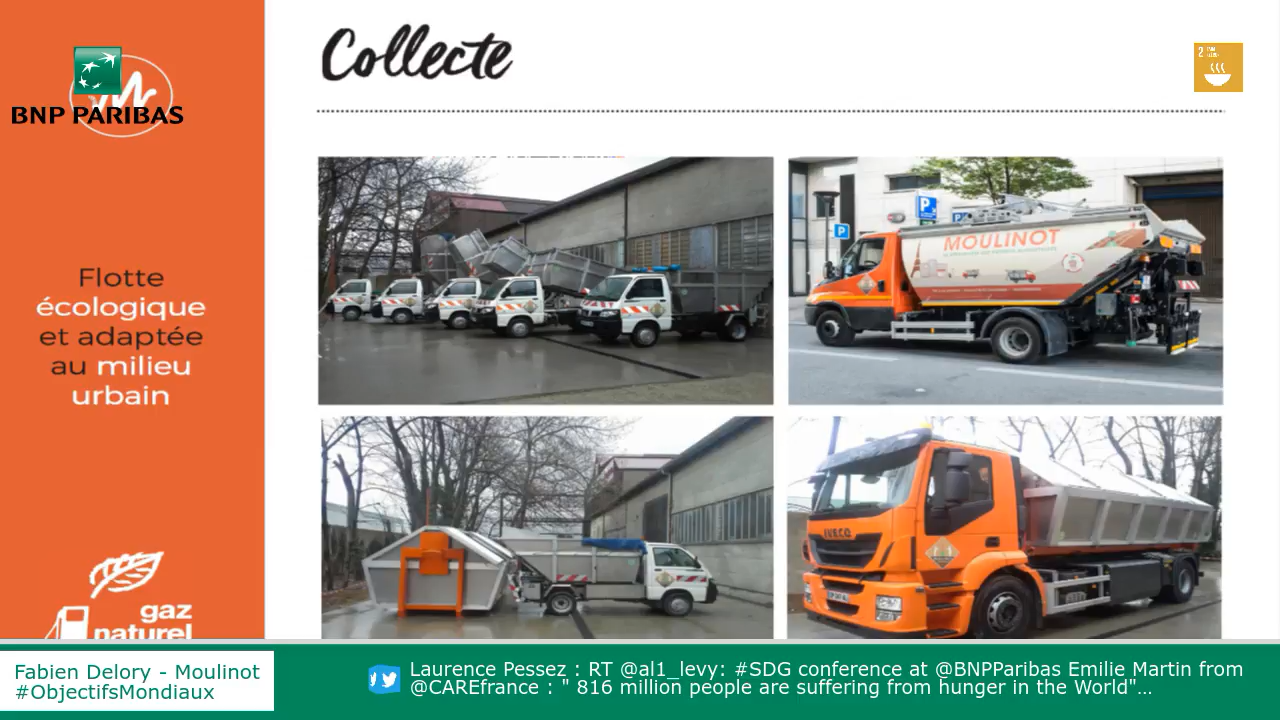 Collecte
2
BNP PARIBAS
Flotte
écologique
et adaptée
au milieu
urbain
MOULINOT
P
P
P
IVECO
gaz
naturel
Fabien Delory - Moulinot
#ObjectifsMondiaux
Laurence Pessez : RT @al1_levy: #SDG conference at @BNPParibas Emilie Martin from
@CAREfrance : " 816 million people are suffering from hunger in the World"…